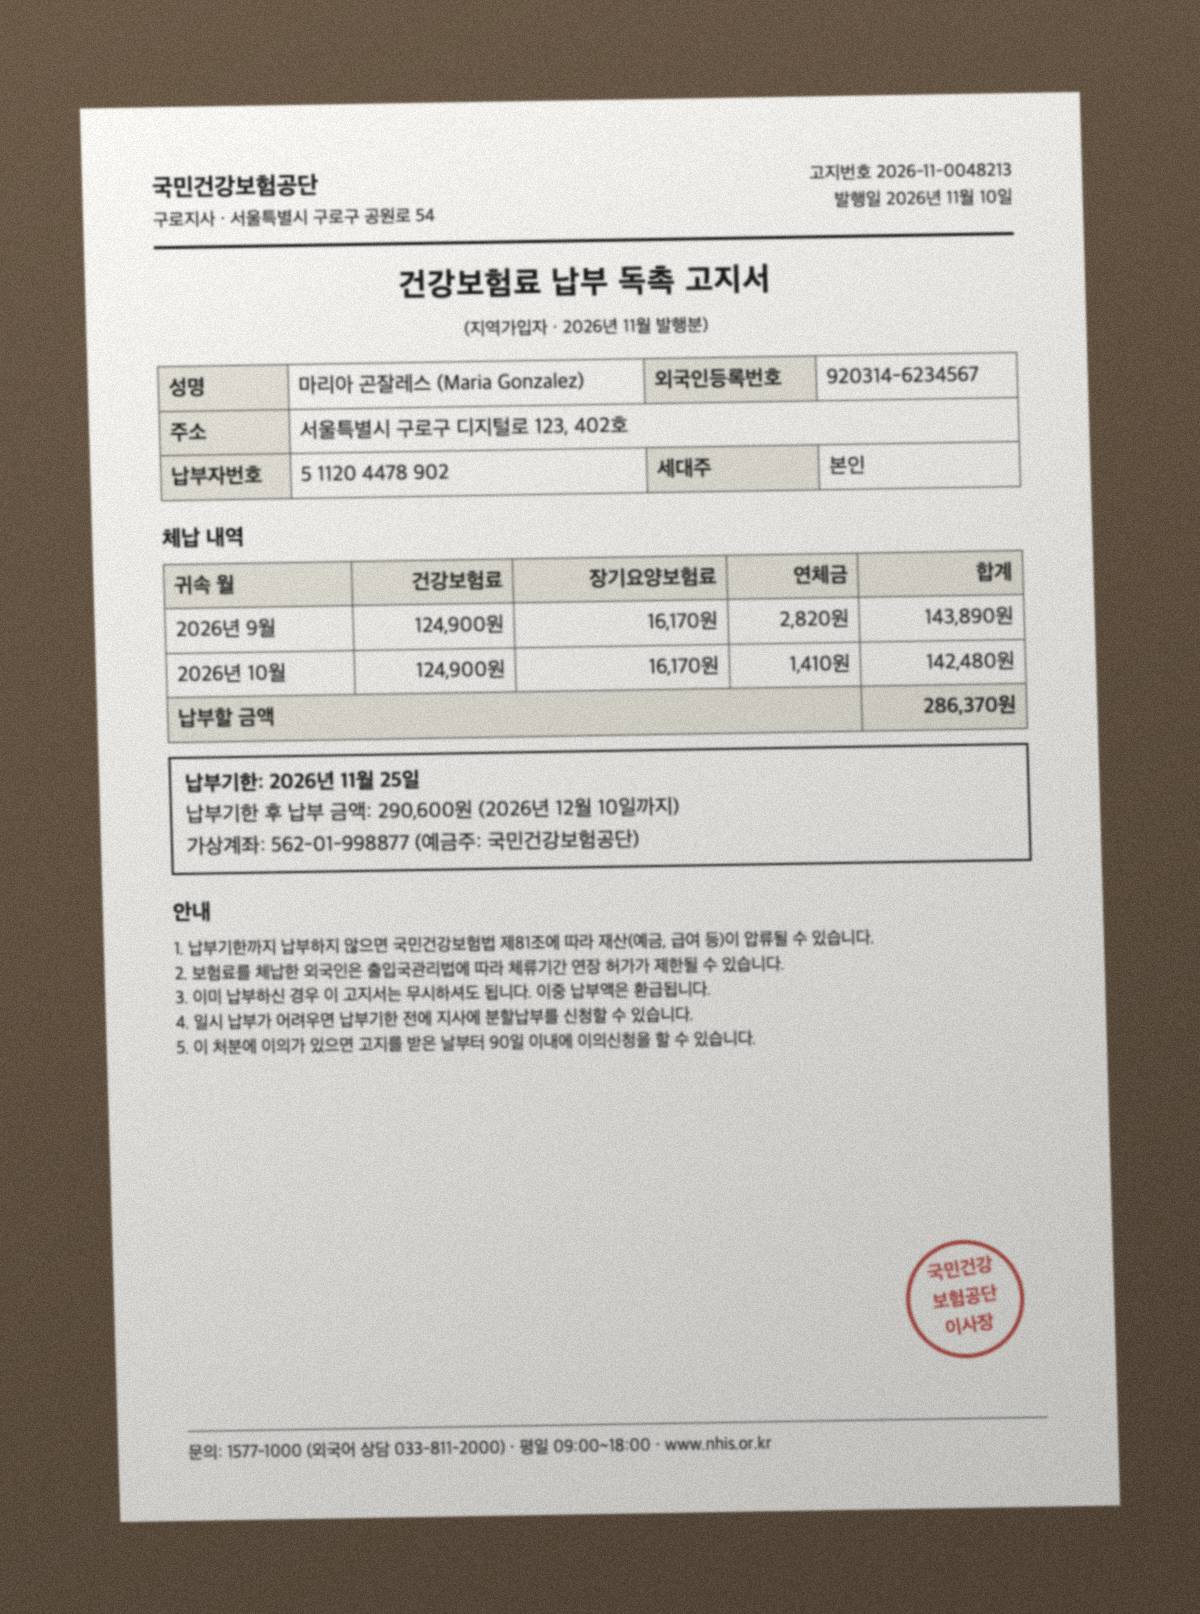 국민건강보험공단
구로지사 · 서울특별시 구로구 공원로 54
고지번호 2026-11-0048213
발행일 2026년 11월 10일
건강보험료 납부 독촉 고지서
(지역가입자 · 2026년 11월 발행분)
성명 마리아 곤잘레스 (Maria Gonzalez) 외국인등록번호 920314-6234567
주소 서울특별시 구로구 디지털로 123, 402호
납부자번호 5 1120 4478 902 세대주 본인
체납 내역
귀속 월 건강보험료 장기요양보험료 연체금 합계
2026년 9월 124,900원 16,170원 2,820원 143,890원
2026년 10월 124,900원 16,170원 1,410원 142,480원
납부할 금액 286,370원
납부기한: 2026년 11월 25일
납부기한 후 납부 금액: 290,600원 (2026년 12월 10일까지)
가상계좌: 562-01-998877 (예금주: 국민건강보험공단)
안내
1. 납부기한까지 납부하지 않으면 국민건강보험법 제81조에 따라 재산(예금, 급여 등)이 압류될 수 있습니다.
2. 보험료를 체납한 외국인은 출입국관리법에 따라 체류기간 연장 허가가 제한될 수 있습니다.
3. 이미 납부하신 경우 이 고지서는 무시하셔도 됩니다. 이중 납부액은 환급됩니다.
4. 일시 납부가 어려우면 납부기한 전에 지사에 분할납부를 신청할 수 있습니다.
5. 이 처분에 이의가 있으면 고지를 받은 날부터 90일 이내에 이의신청을 할 수 있습니다.
국민건강
보험공단
이사장
문의: 1577-1000 (외국어 상담 033-811-2000) · 평일 09:00~18:00 · www.nhis.or.kr